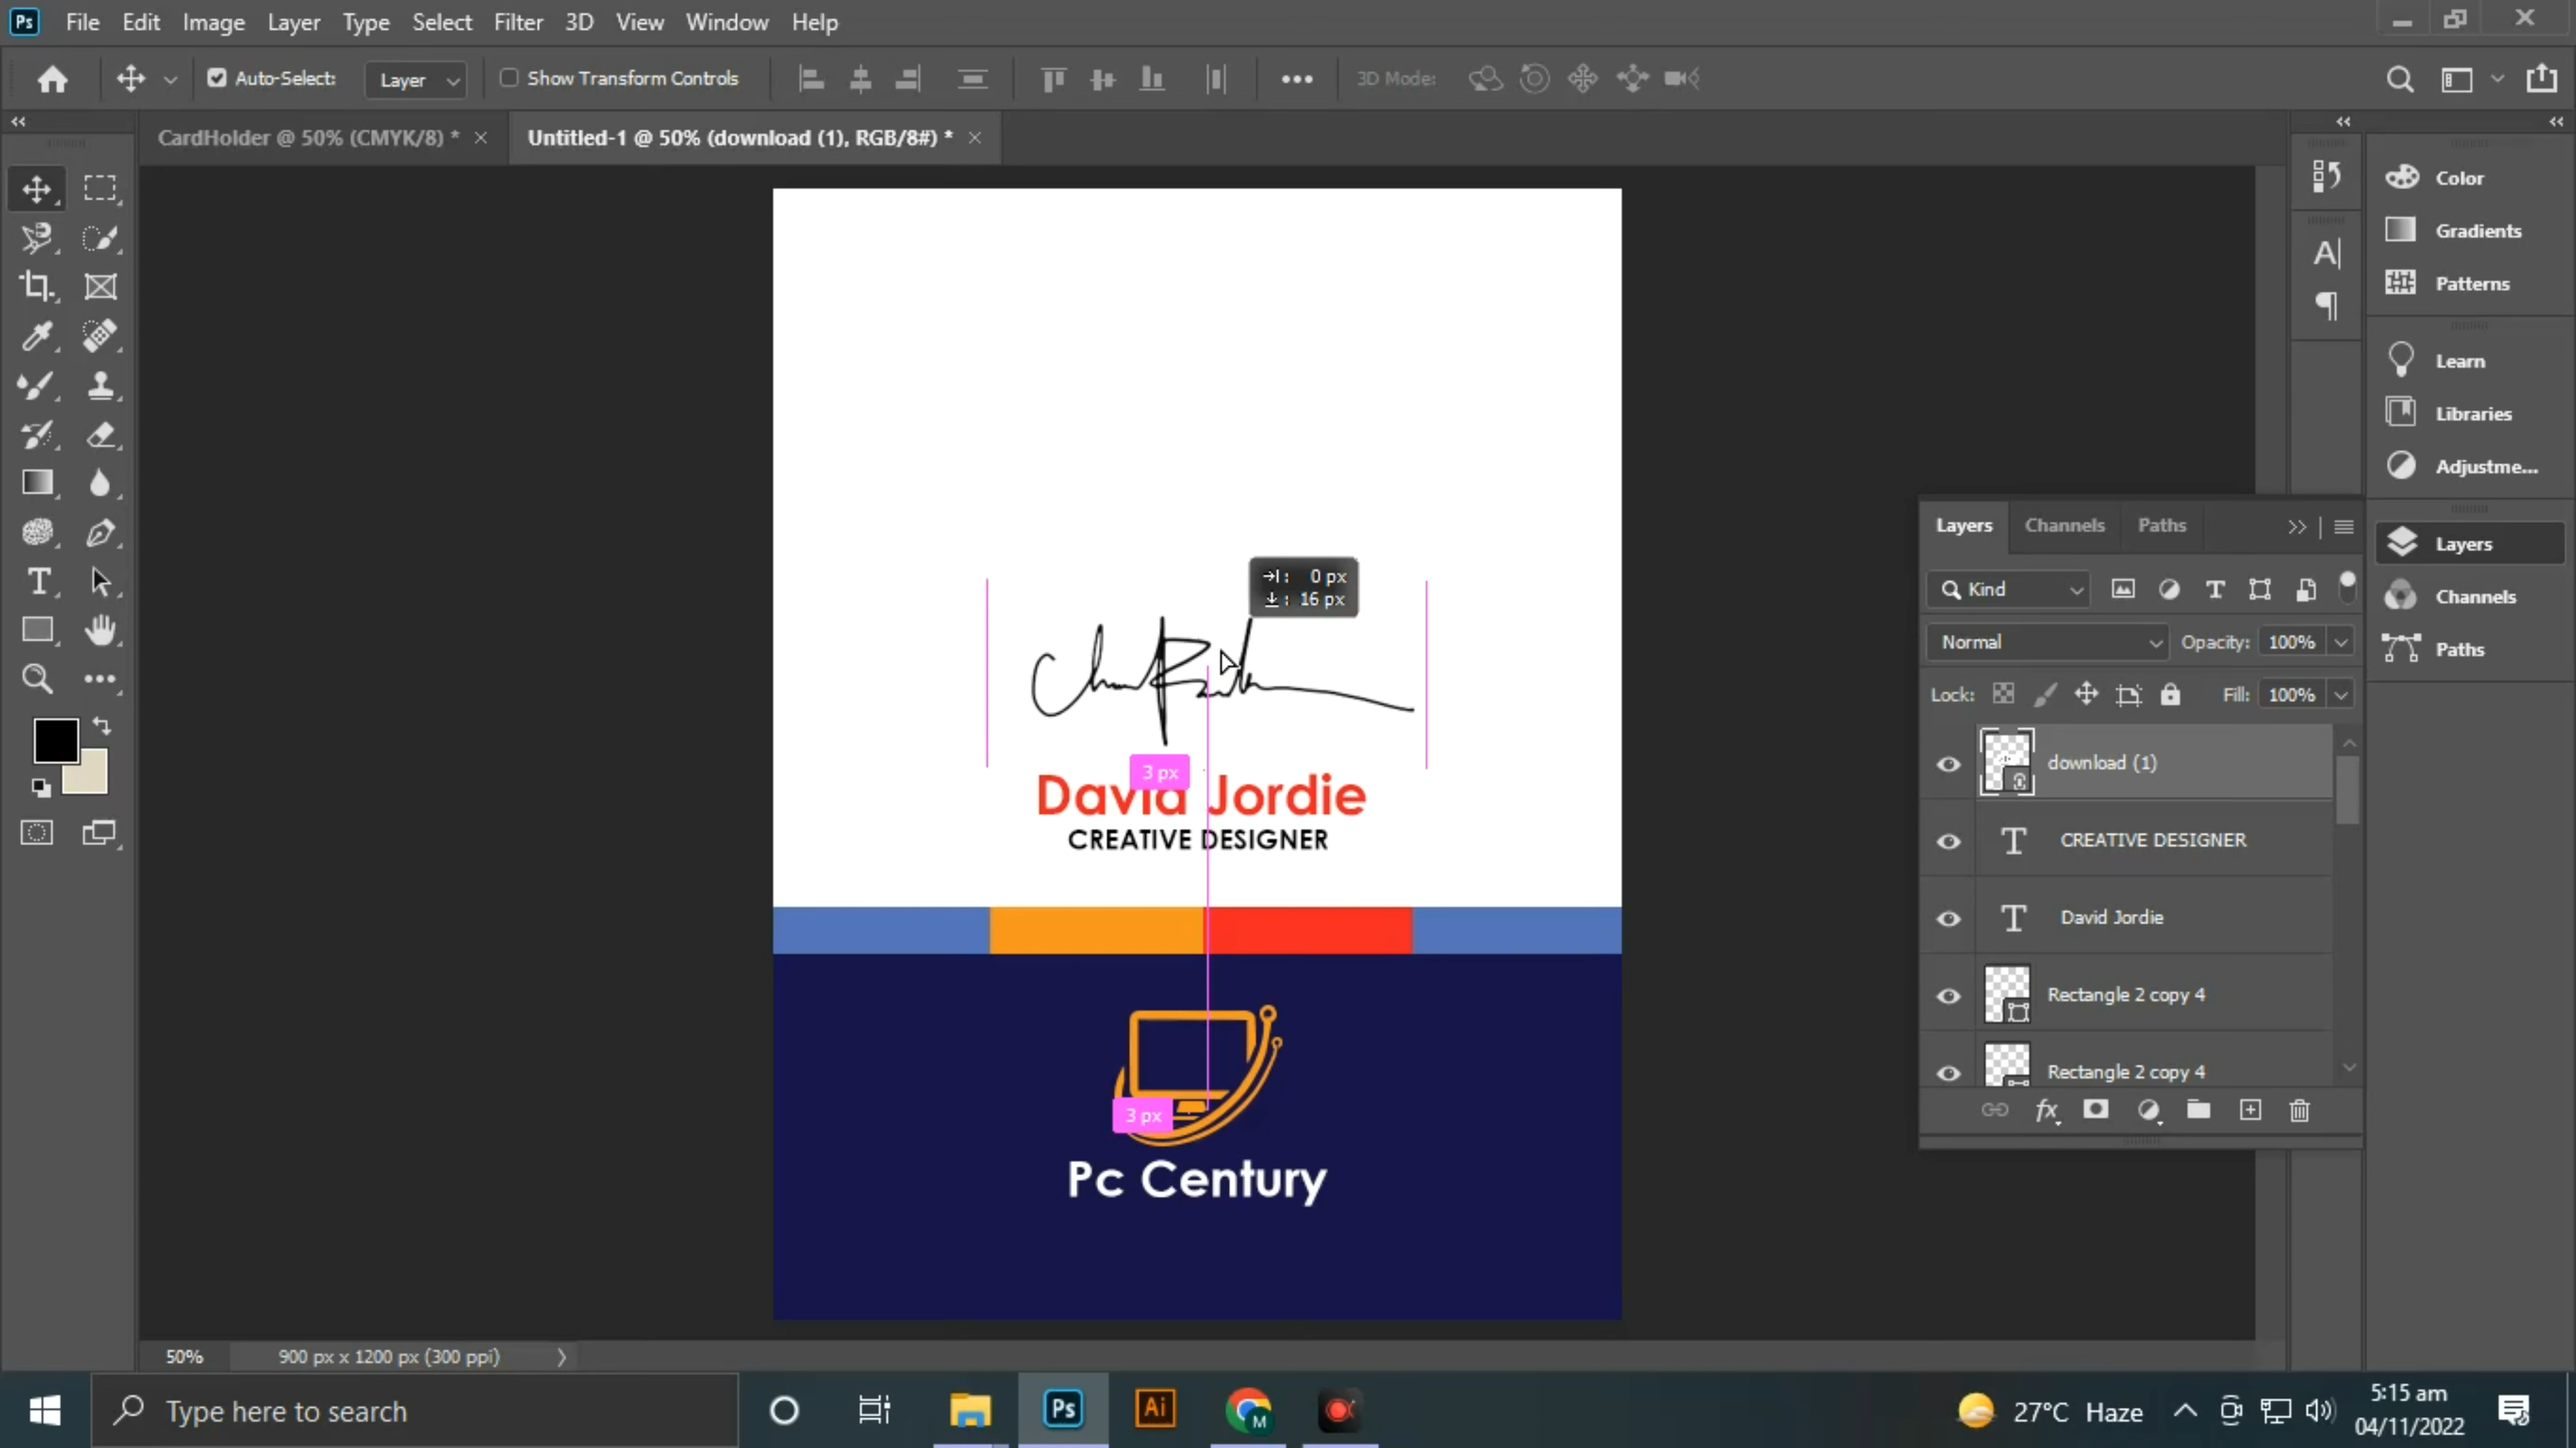 Ps File Edit Image Layer Type Select Filter 3D View Window Help
Auto-Select: Layer Show Transform Controls 3D Mode:
CardHolder @ 50% (CMYK/8) * × Untitled-1 @ 50% (download (1), RGB/8#) * ×
Color
Gradients
Patterns
Learn
Libraries
Adjustme...
Layers
Channels
Paths
Layers Channels Paths
Kind
Normal Opacity: 100%
Lock: Fill: 100%
download (1)
CREATIVE DESIGNER
David Jordie
Rectangle 2 copy 4
Rectangle 2 copy 4
fx
0 px
16 px
3 px
David Jordie
CREATIVE DESIGNER
3 px
Pc Century
50% 900 px x 1200 px (300 ppi)
Type here to search
Ps Ai M
27°C Haze
5:15 am
04/11/2022